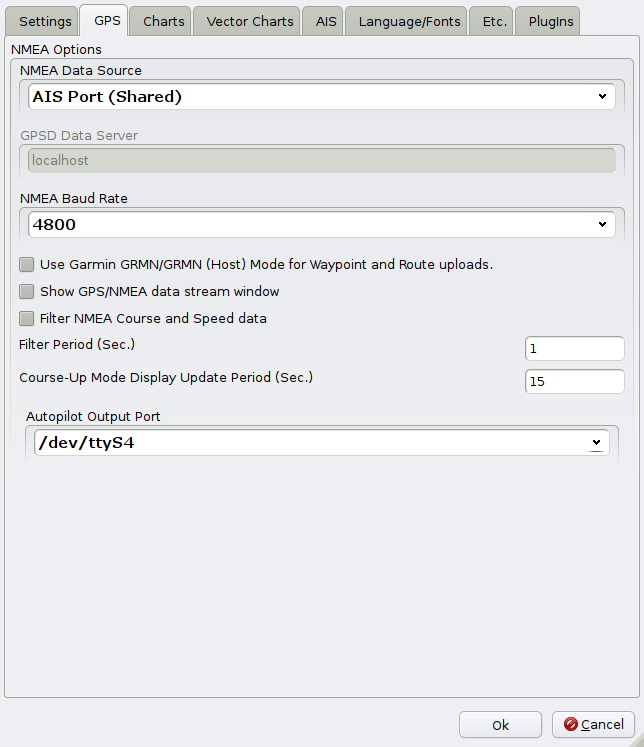 Settings GPS Charts Vector Charts AIS Language/Fonts Etc. PlugIns
NMEA Options
NMEA Data Source
AIS Port (Shared)
GPSD Data Server
localhost
NMEA Baud Rate
4800
Use Garmin GRMN/GRMN (Host) Mode for Waypoint and Route uploads.
Show GPS/NMEA data stream window
Filter NMEA Course and Speed data
Filter Period (Sec.) 1
Course-Up Mode Display Update Period (Sec.) 15
Autopilot Output Port
/dev/ttyS4
Ok Cancel